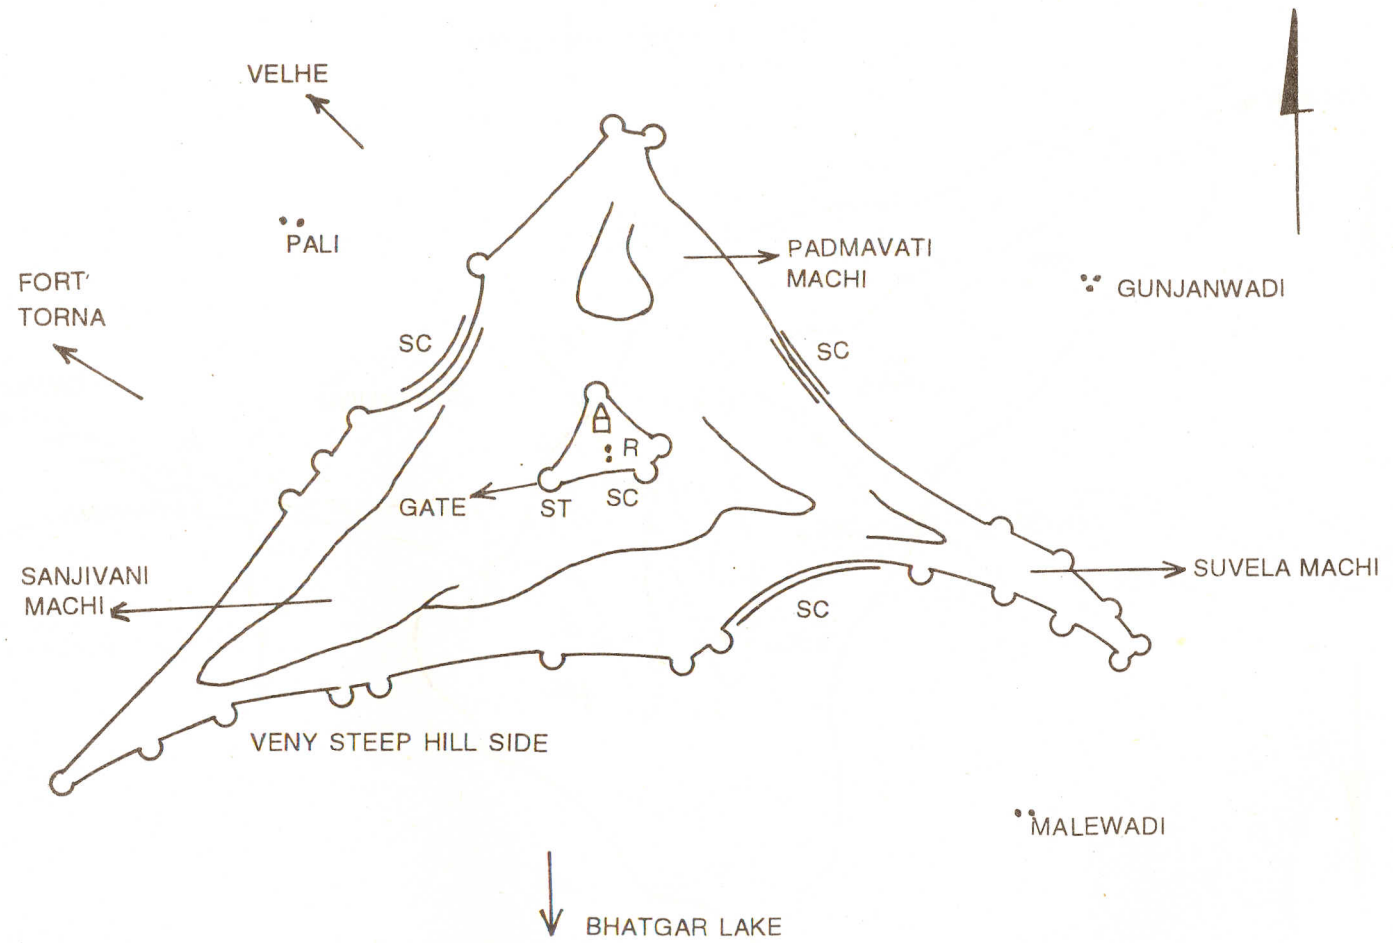 VELHE
PALI
FORT'
TORNA
PADMAVATI
MACHI
GUNJANWADI
SC
SC
R
GATE
ST
SC
SANJIVANI
MACHI
SUVELA MACHI
SC
VENY STEEP HILL SIDE
MALEWADI
BHATGAR LAKE